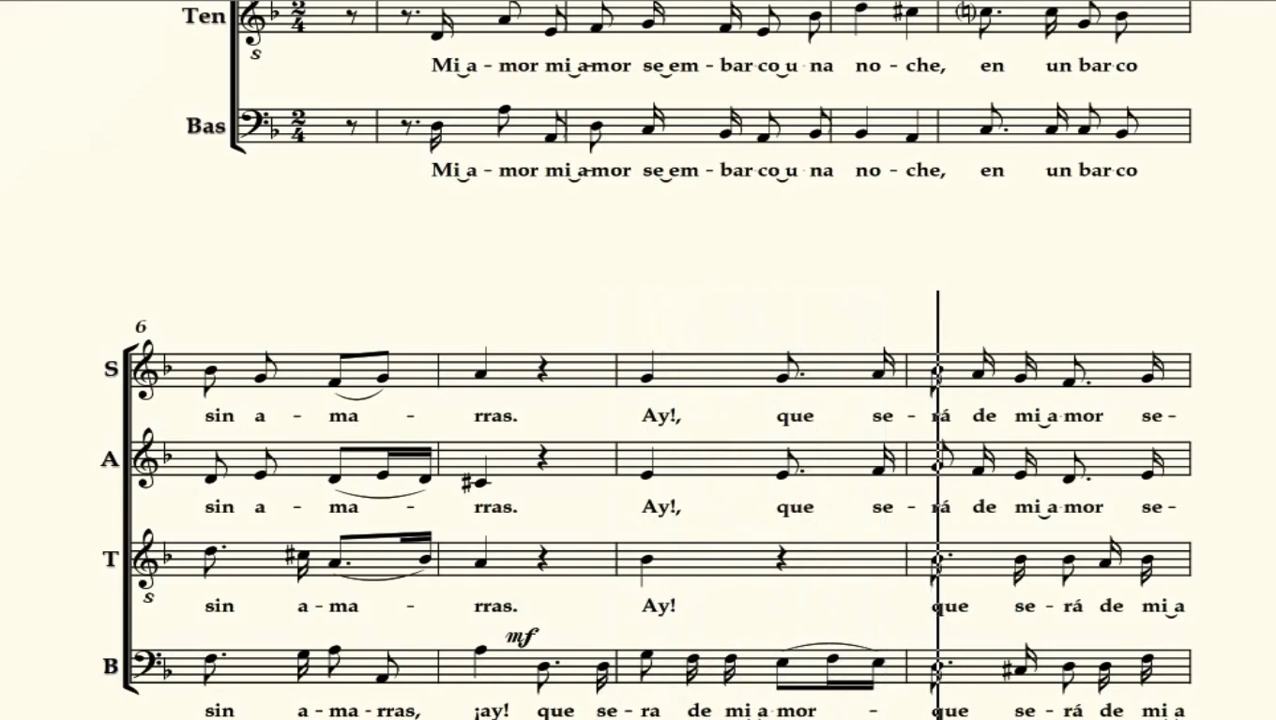 Ten
Mi a - mor mi a-mor se em - bar co u na no - che, en un bar co
Bas
Mi a - mor mi a-mor se em - bar co u na no - che, en un bar co
6
S
sin a - ma - rras. Ay!, que se - rá de mi a mor se -
A
sin a - ma - rras. Ay!, que se - rá de mi a mor se -
T
sin a - ma - rras. Ay! que se - rá de mi a
mf
B
sin a - ma - rras, ¡ay! que se - ra de mi a mor - que se - rá de mi a